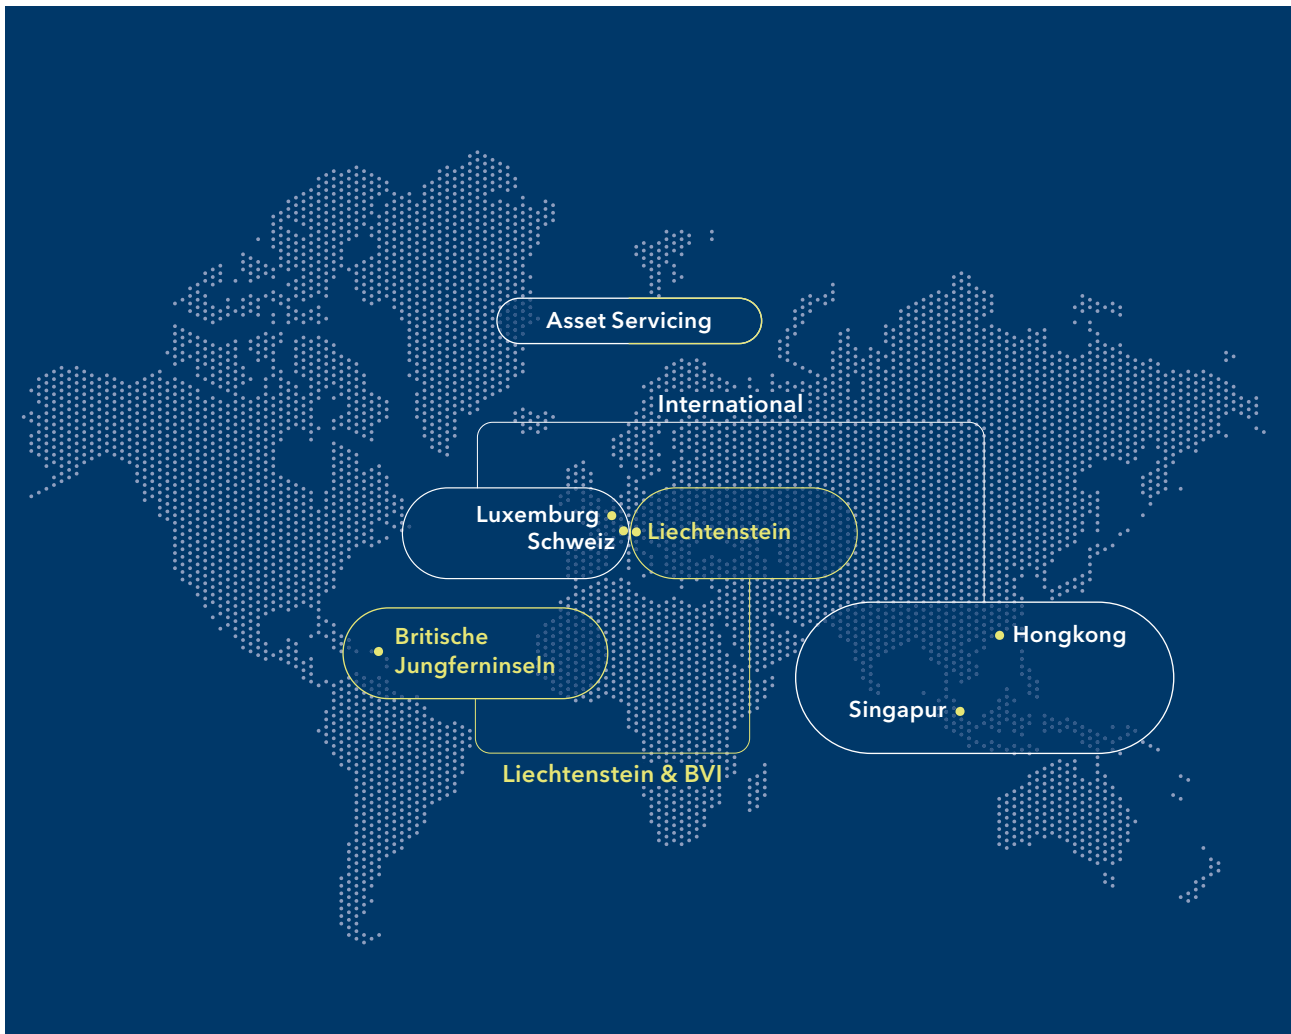 Asset Servicing
International
Luxemburg
Schweiz
Liechtenstein
Britische
Jungferninseln
Hongkong
Singapur
Liechtenstein & BVI